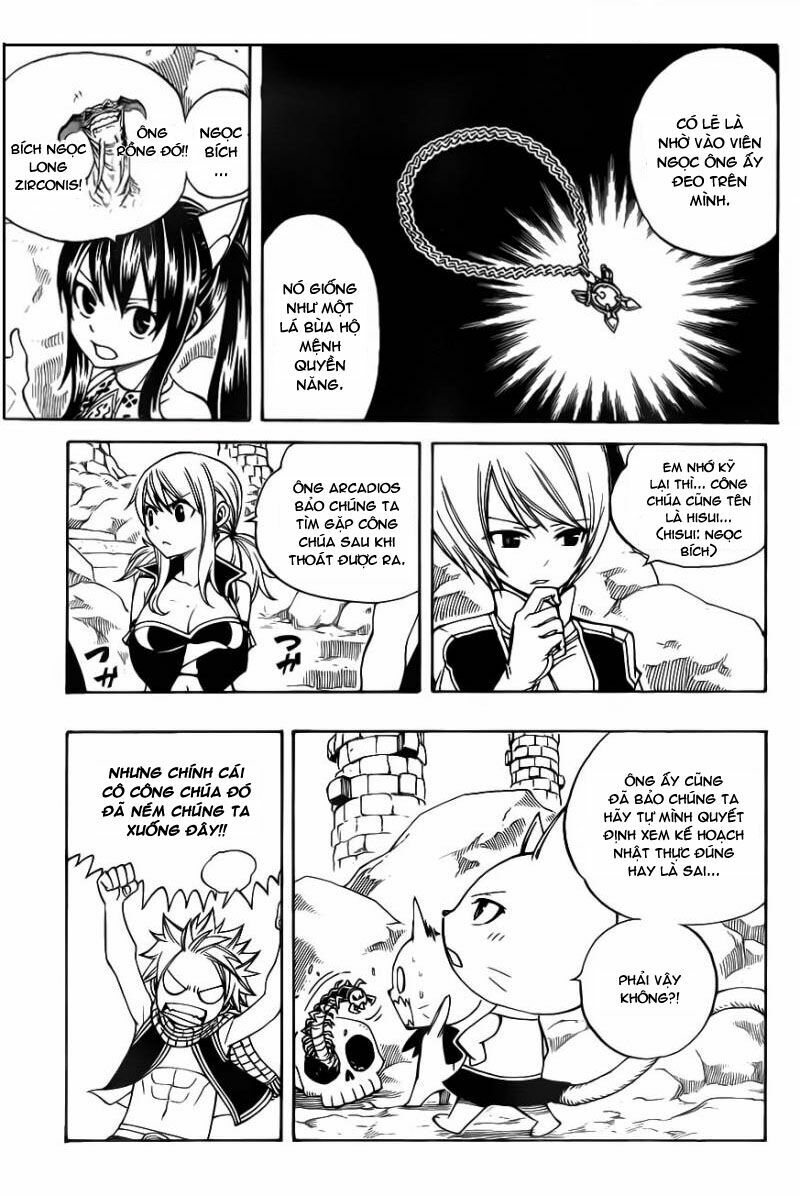 CÓ LẼ LÀ
NHỜ VÀO VIÊN
NGỌC ÔNG ẤY
ĐEO TRÊN
MÌNH.
NÓ GIỐNG
NHƯ MỘT
LÁ BÙA HỘ
MỆNH
QUYỀN
NĂNG.
NGỌC
BÍCH
...
ÔNG
RỒNG ĐÓ!!
BÍCH NGỌC
LONG
ZIRCONIS!
EM NHỚ KỸ
LẠI THÌ... CÔNG
CHÚA CŨNG TÊN
LÀ HISUI...
(HISUI: NGỌC
BÍCH)
ÔNG ARCADIOS
BẢO CHÚNG TA
TÌM GẶP CÔNG
CHÚA SAU KHI
THOÁT ĐƯỢC RA.
ÔNG ẤY CŨNG
ĐÃ BẢO CHÚNG TA
HÃY TỰ MÌNH QUYẾT
ĐỊNH XEM KẾ HOẠCH
NHẬT THỰC ĐÚNG
HAY LÀ SAI...
PHẢI VẬY
KHÔNG?!
NHƯNG CHÍNH CÁI
CÔ CÔNG CHÚA ĐÓ
ĐÃ NÉM CHÚNG TA
XUỐNG ĐÂY!!